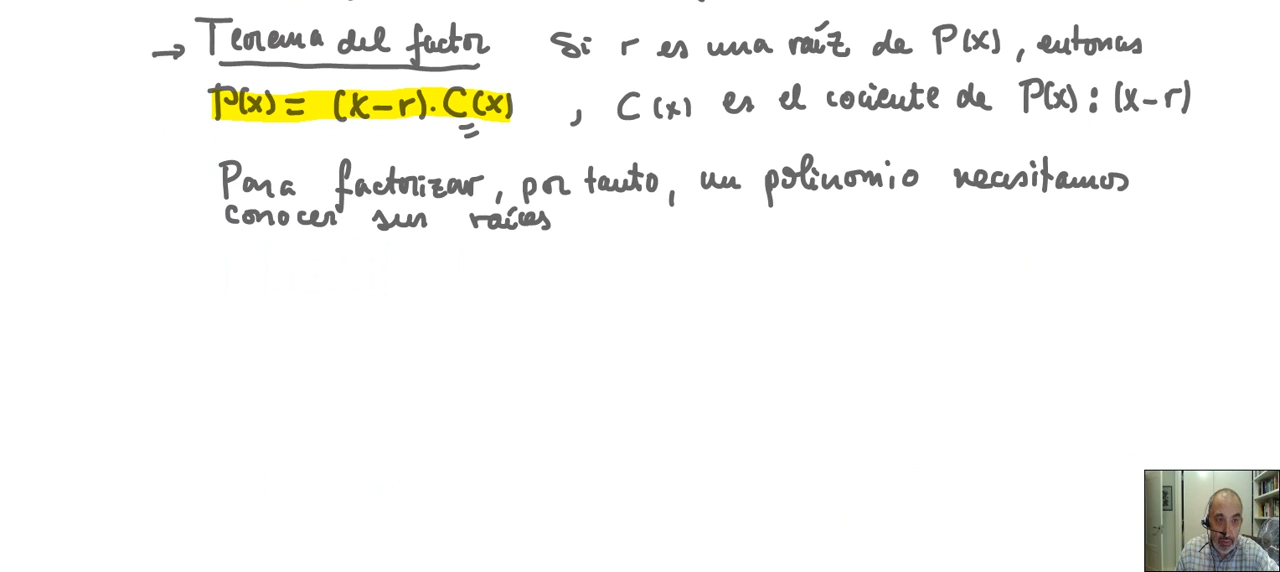 → Teorema del factor Si r es una raíz de P(x), entonces
P(x) = (x-r).C(x) , C(x) es el cociente de P(x) : (x-r)
Para factorizar, por tanto, un polinomio necesitamos
conocer sus raíces